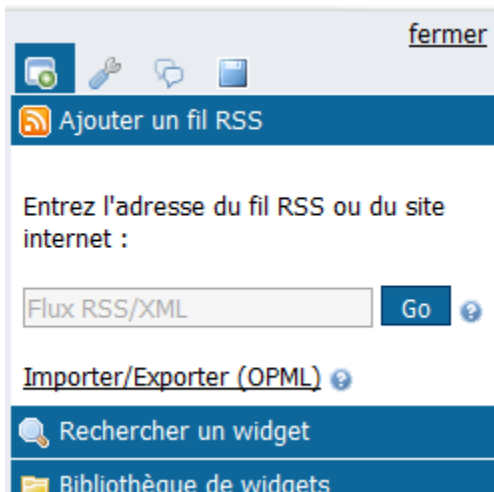 fermer
Ajouter un fil RSS
Entrez l'adresse du fil RSS ou du site
internet :
Flux RSS/XML Go
Importer/Exporter (OPML)
Rechercher un widget
Bibliothèque de widgets